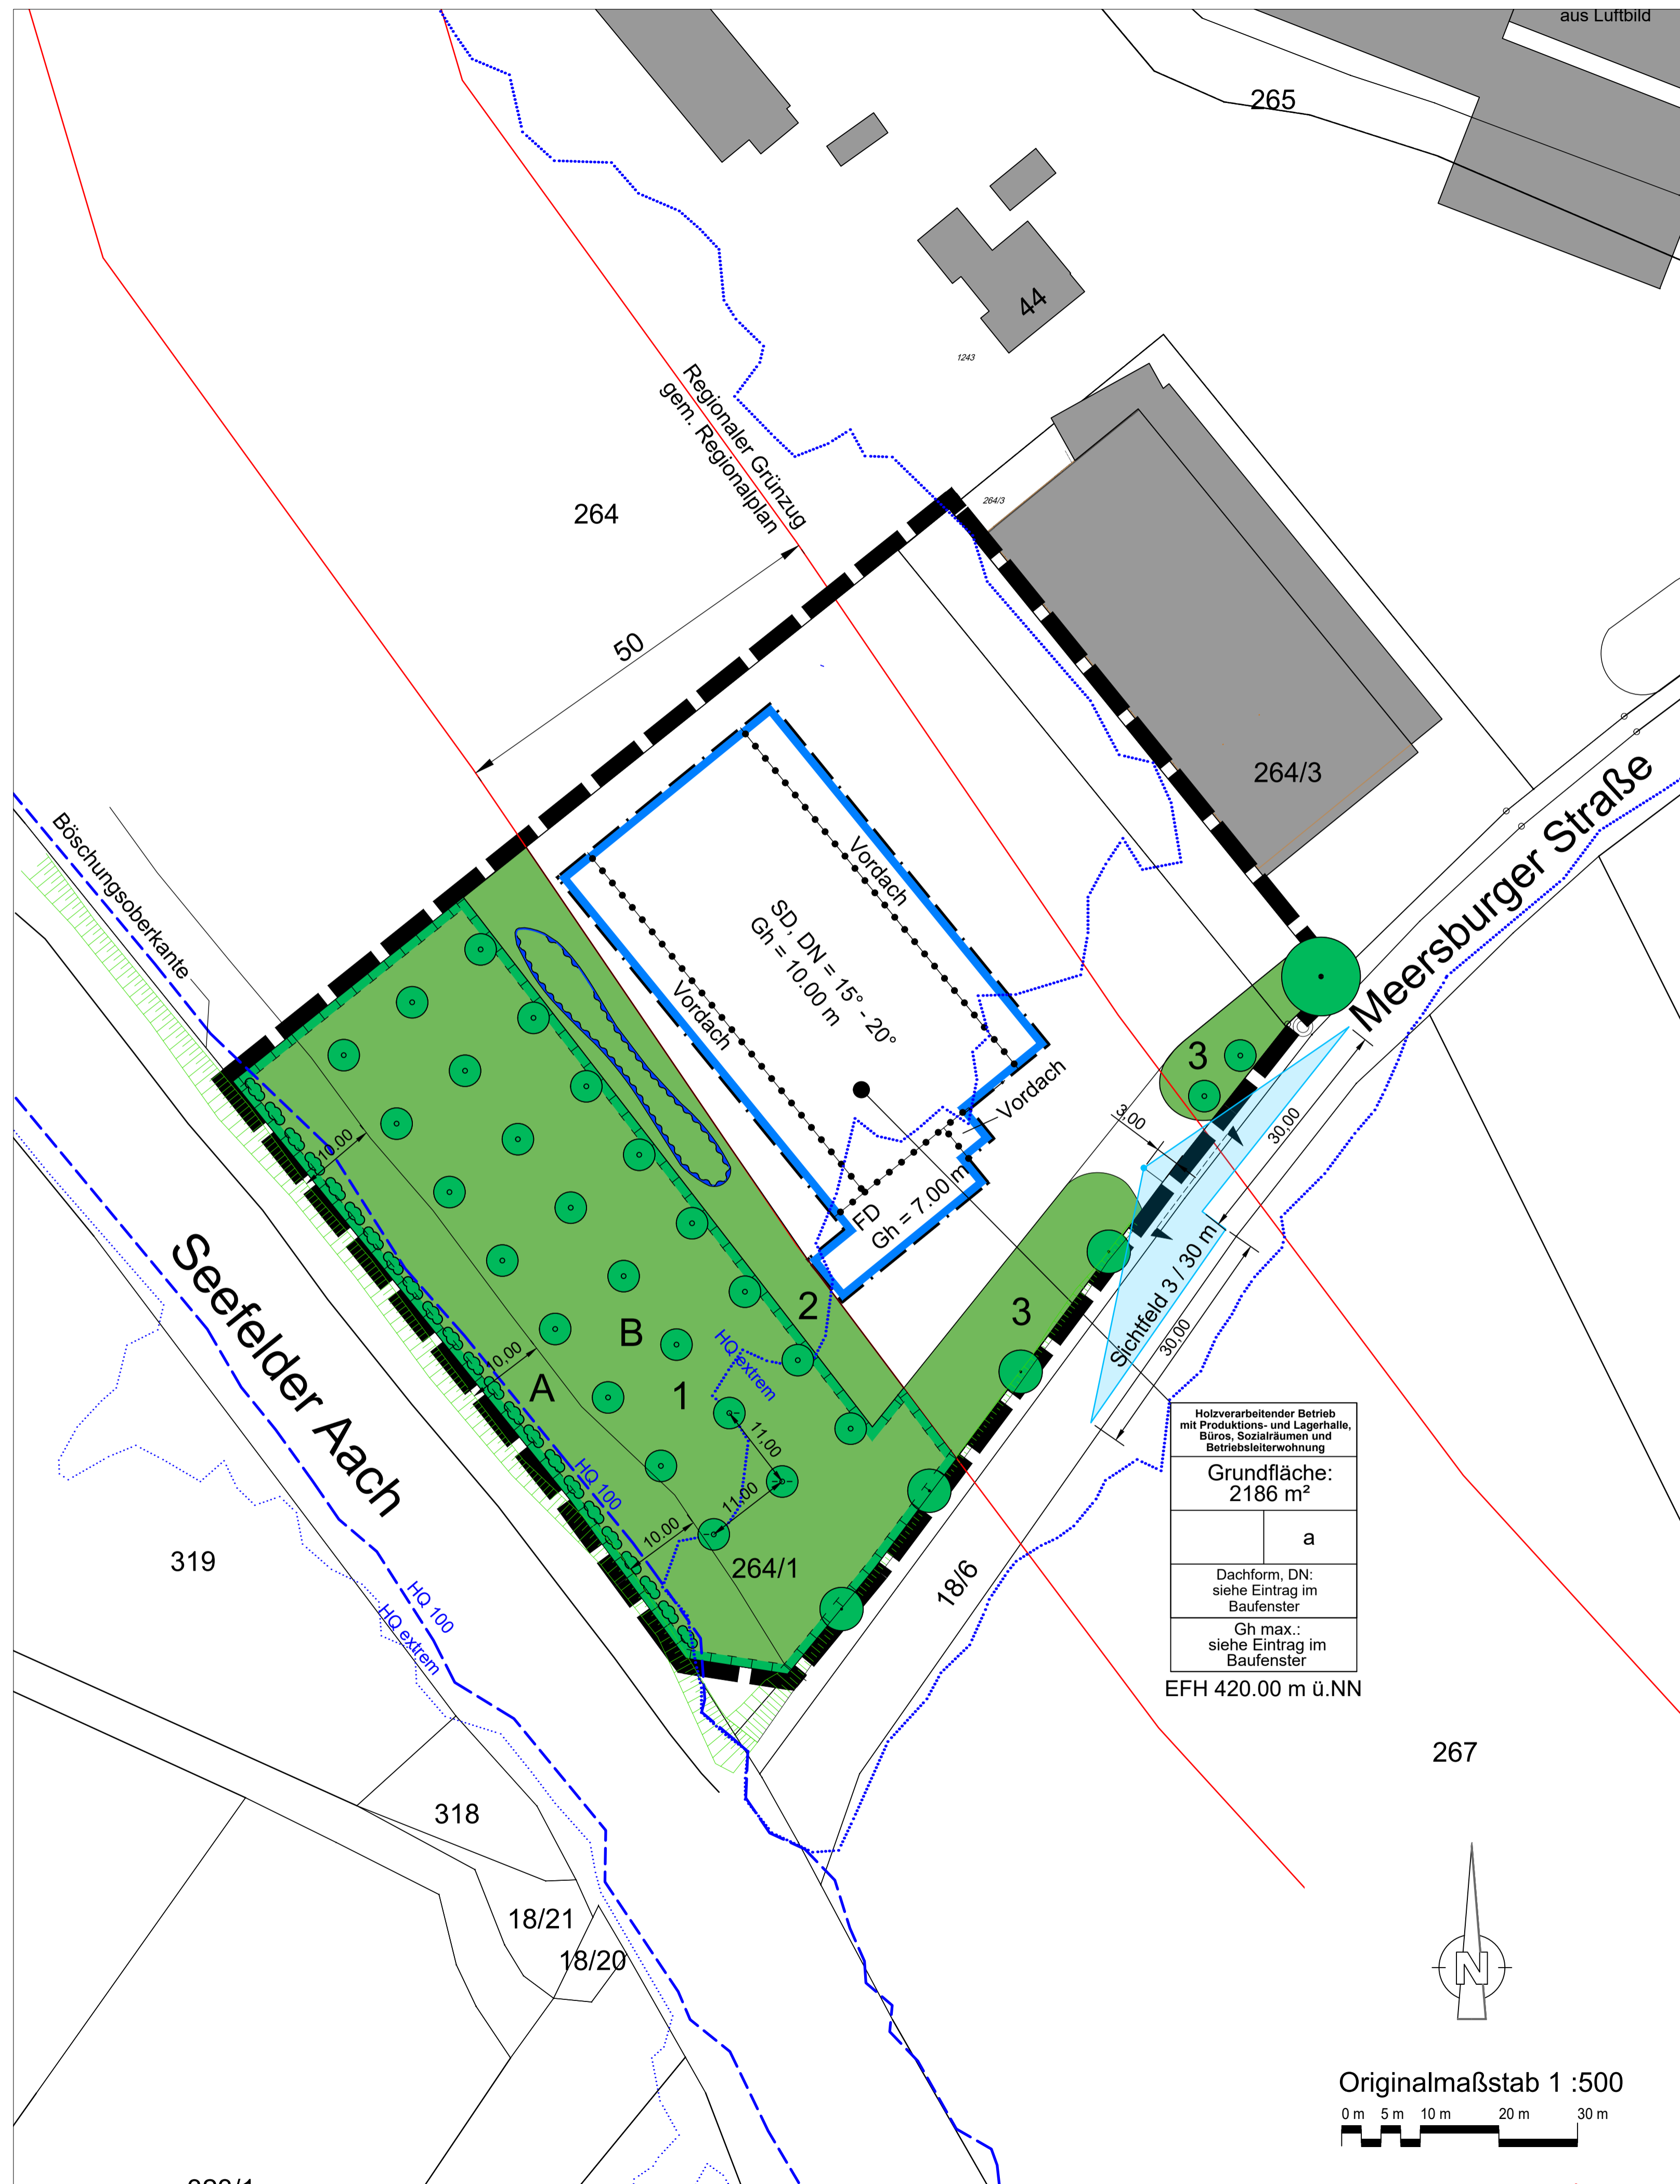 aus Luftbild
265
44
1243
Regionaler Grünzug
gem. Regionalplan
264
264/3
50
264/3
Meersburger Straße
Böschungsoberkante
Vordach
SD, DN = 15° - 20°
Gh = 10.00 m
Vordach
Vordach
3
3,00
30,00
10.00
FD
Gh = 7.00 m
Sichtfeld 3 / 30 m
30,00
Seefelder Aach
2
3
B
HQ extrem
10,00
A
1
11,00
HQ 100
11,00
10.00
264/1
18/6
Holzverarbeitender Betrieb
mit Produktions- und Lagerhalle,
Büros, Sozialräumen und
Betriebsleiterwohnung
Grundfläche:
2186 m²
a
Dachform, DN:
siehe Eintrag im
Baufenster
Gh max.:
siehe Eintrag im
Baufenster
EFH 420.00 m ü.NN
319
HQ 100
HQ extrem
267
318
18/21
18/20
N
Originalmaßstab 1 :500
0 m 5 m 10 m 20 m 30 m